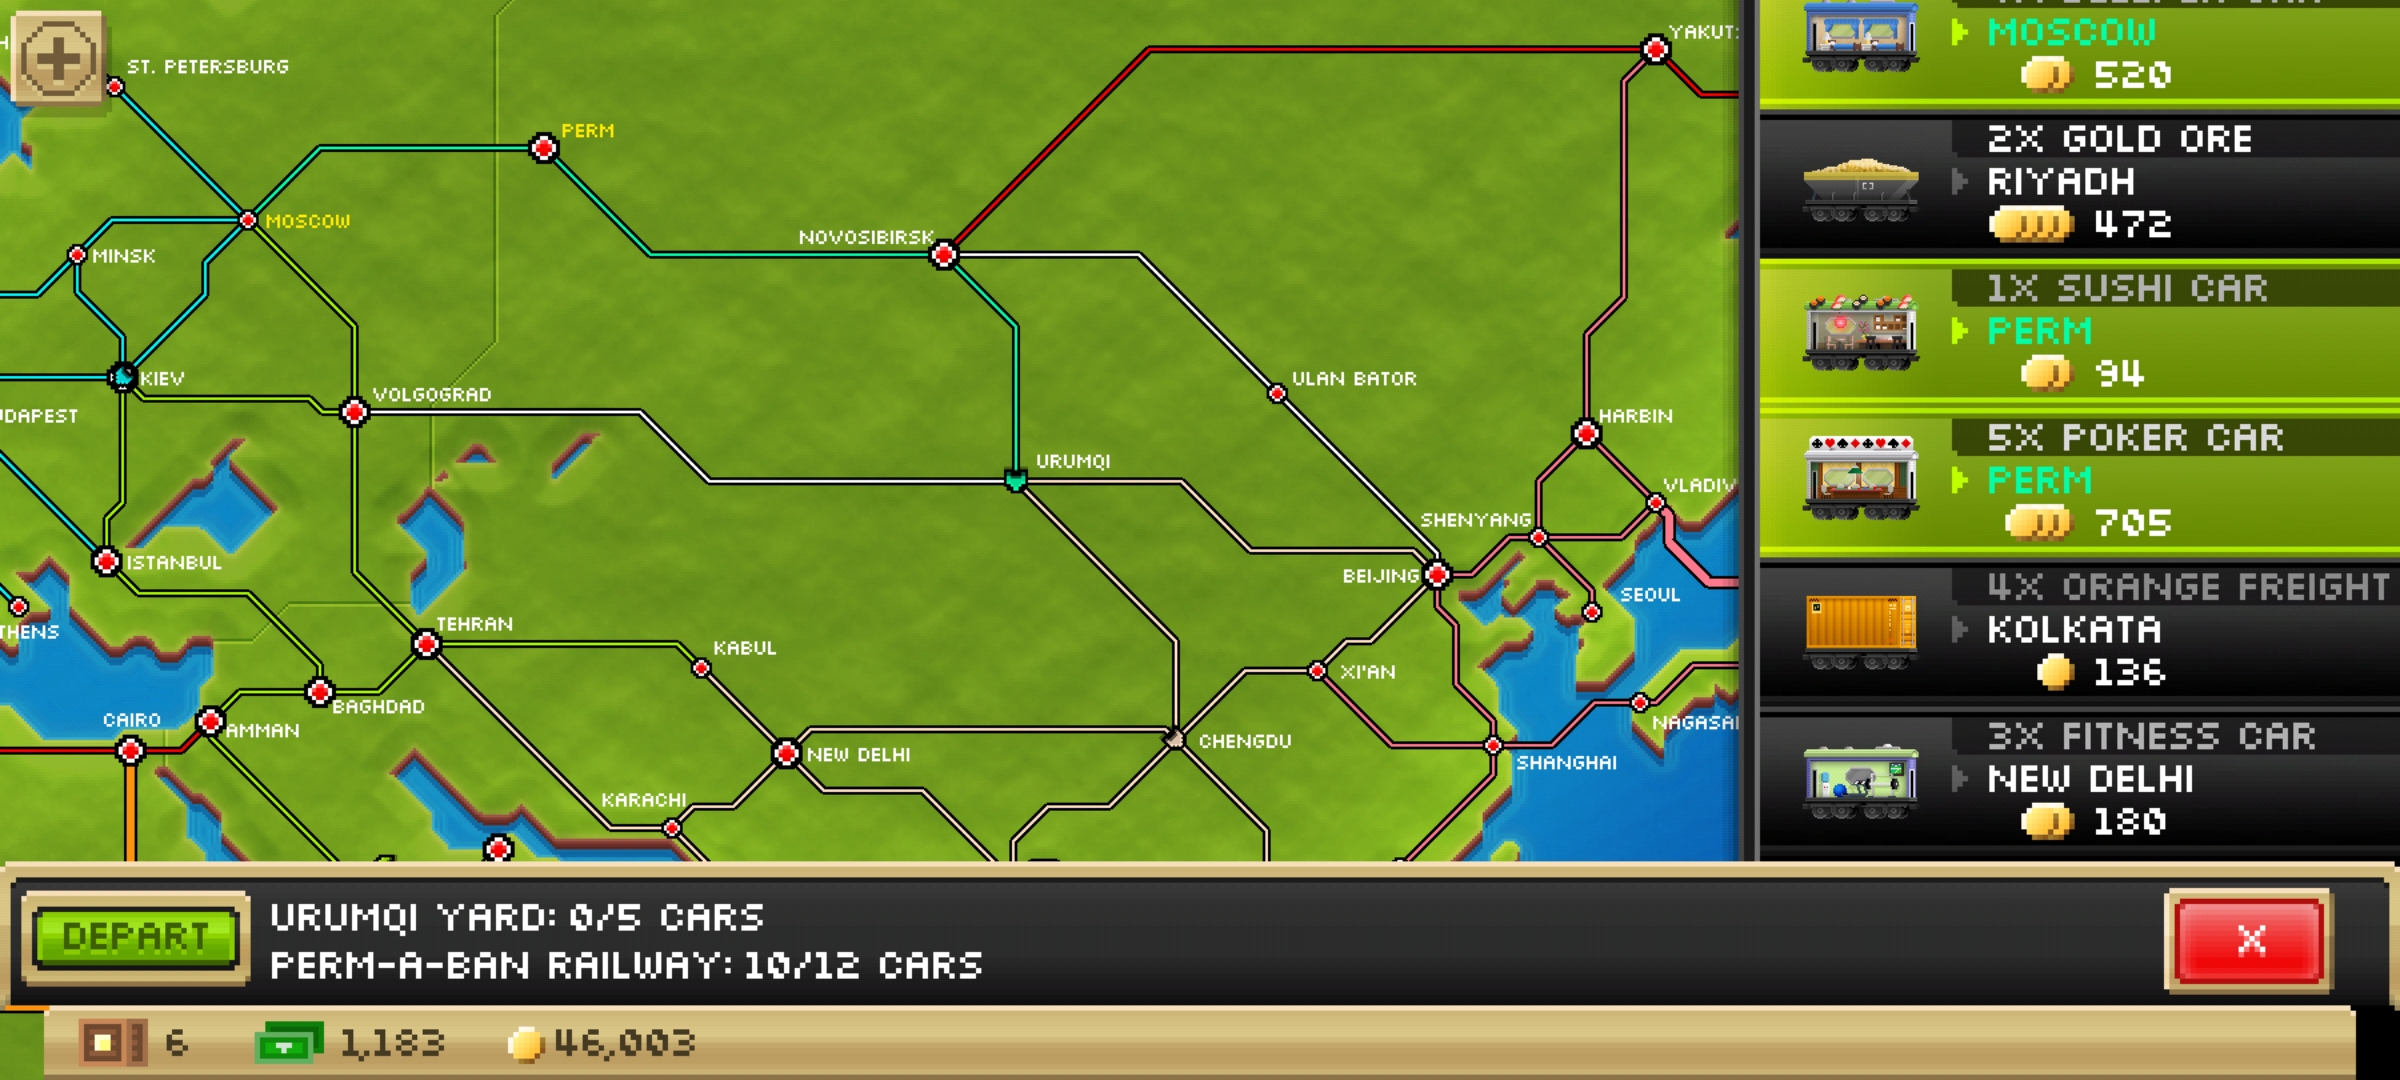 ST. PETERSBURG
PERM
MOSCOW
MINSK
KIEV
DAPEST
VOLGOGRAD
NOVOSIBIRSK
YAKUT
ULAN BATOR
HARBIN
URUMQI
VLADIV
SHENYANG
BEIJING
SEOUL
ISTANBUL
THENS
TEHRAN
KABUL
XI'AN
CAIRO
BAGHDAD
AMMAN
NEW DELHI
CHENGDU
NAGASA
SHANGHAI
KARACHI
MOSCOW
520
2X GOLD ORE
RIYADH
472
1X SUSHI CAR
PERM
94
5X POKER CAR
PERM
705
4X ORANGE FREIGHT
KOLKATA
136
3X FITNESS CAR
NEW DELHI
180
DEPART
URUMQI YARD: 0/5 CARS
PERM-A-BAN RAILWAY: 10/12 CARS
X
6 1,183 46,003